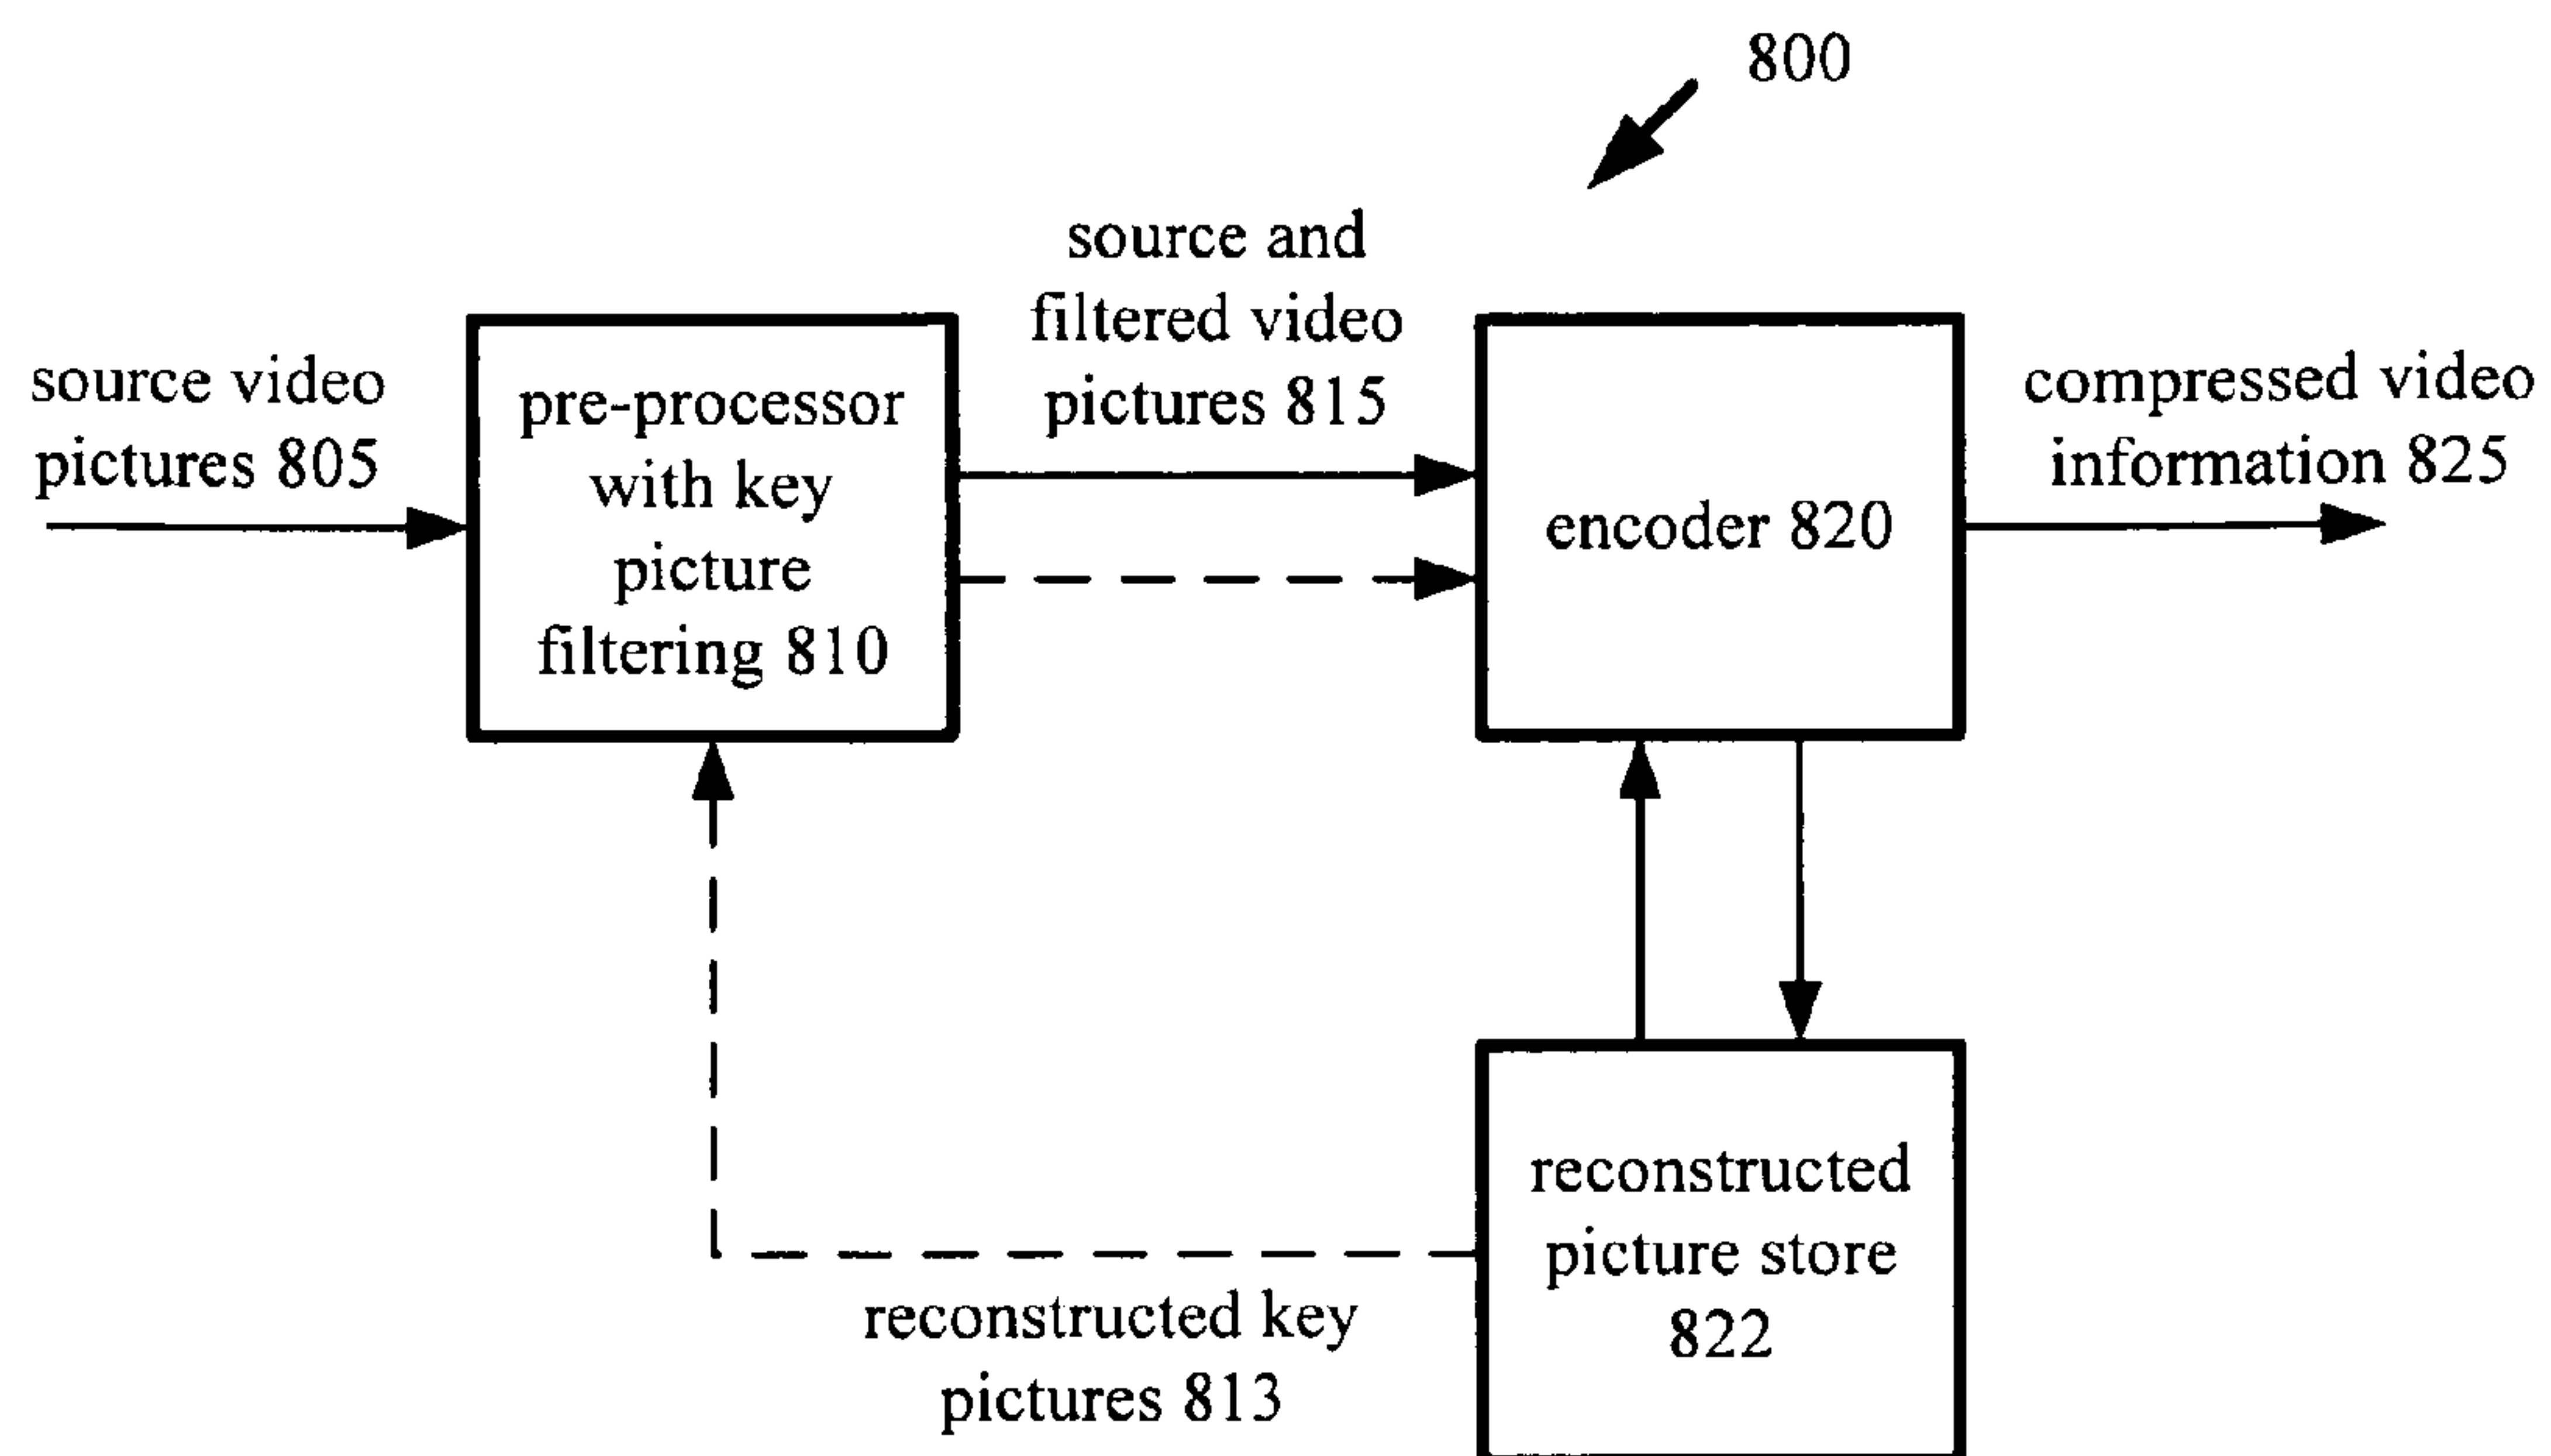 800
source and
filtered video
pictures 815
source video
pictures 805
pre-processor
with key
picture
filtering 810
encoder 820
compressed video
information 825
reconstructed
picture store
822
reconstructed key
pictures 813